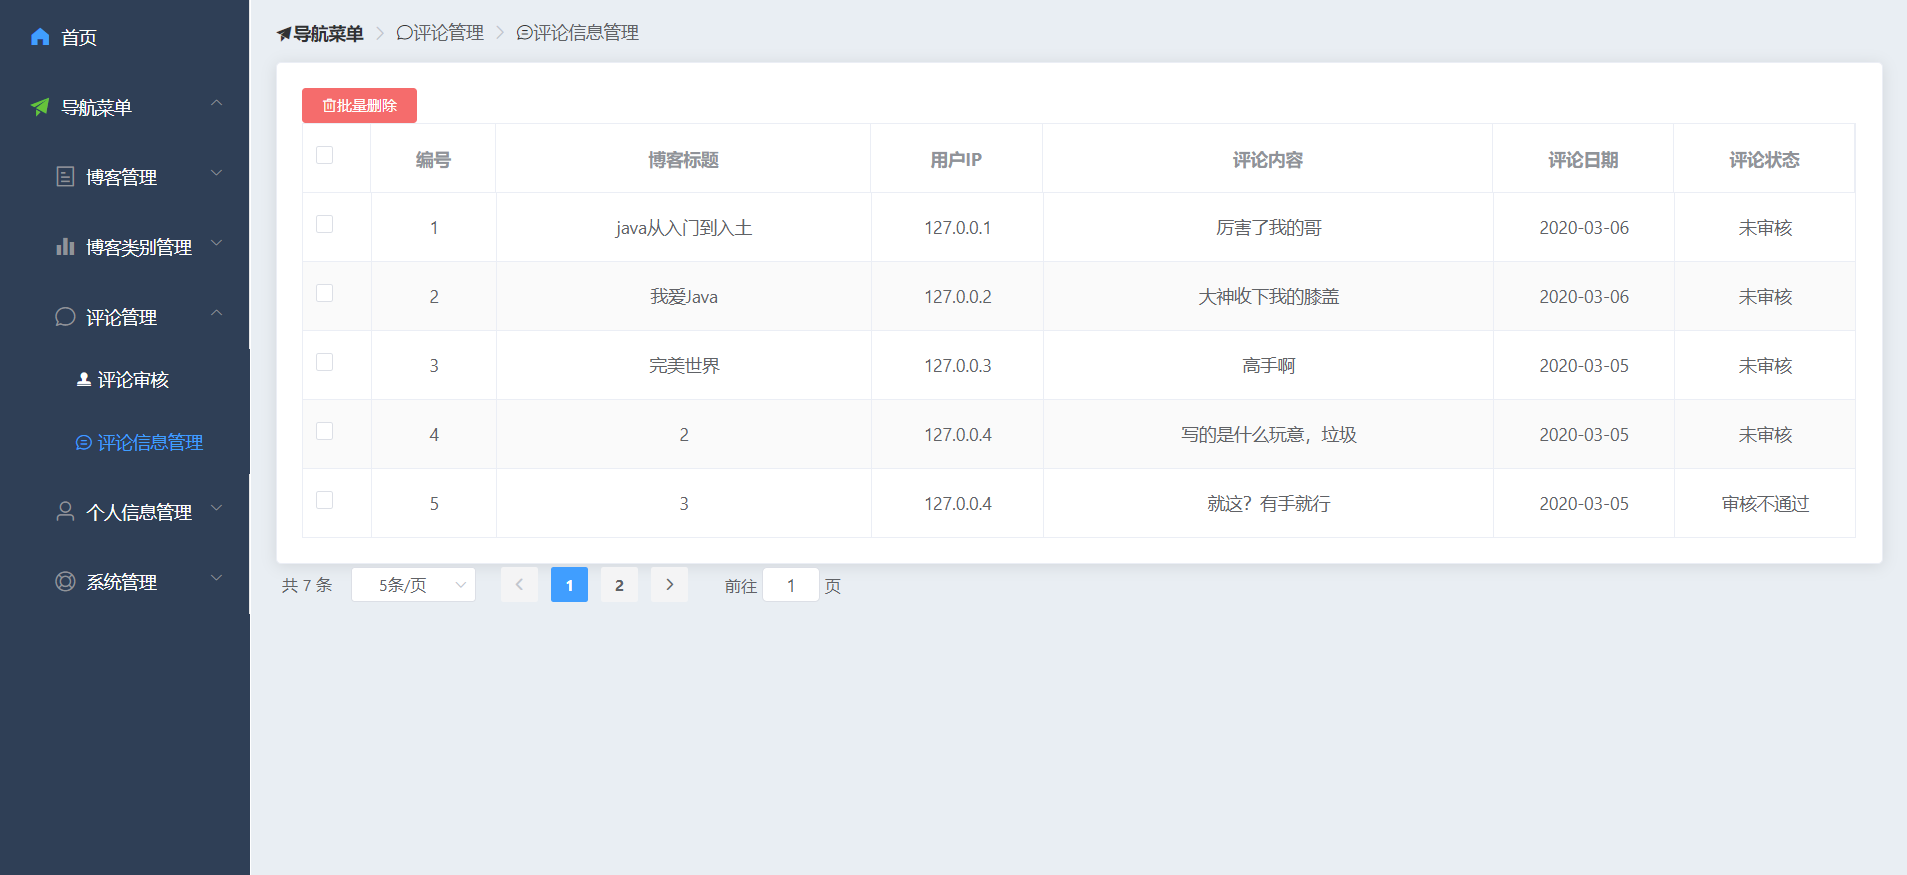 首页
导航菜单
博客管理
博客类别管理
评论管理
评论审核
评论信息管理
个人信息管理
系统管理
导航菜单 评论管理 评论信息管理
批量删除
编号 博客标题 用户IP 评论内容 评论日期 评论状态
1 java从入门到入土 127.0.0.1 厉害了我的哥 2020-03-06 未审核
2 我爱Java 127.0.0.2 大神收下我的膝盖 2020-03-06 未审核
3 完美世界 127.0.0.3 高手啊 2020-03-05 未审核
4 2 127.0.0.4 写的是什么玩意，垃圾 2020-03-05 未审核
5 3 127.0.0.4 就这？有手就行 2020-03-05 审核不通过
共 7 条 5条/页 1 2 前往 1 页